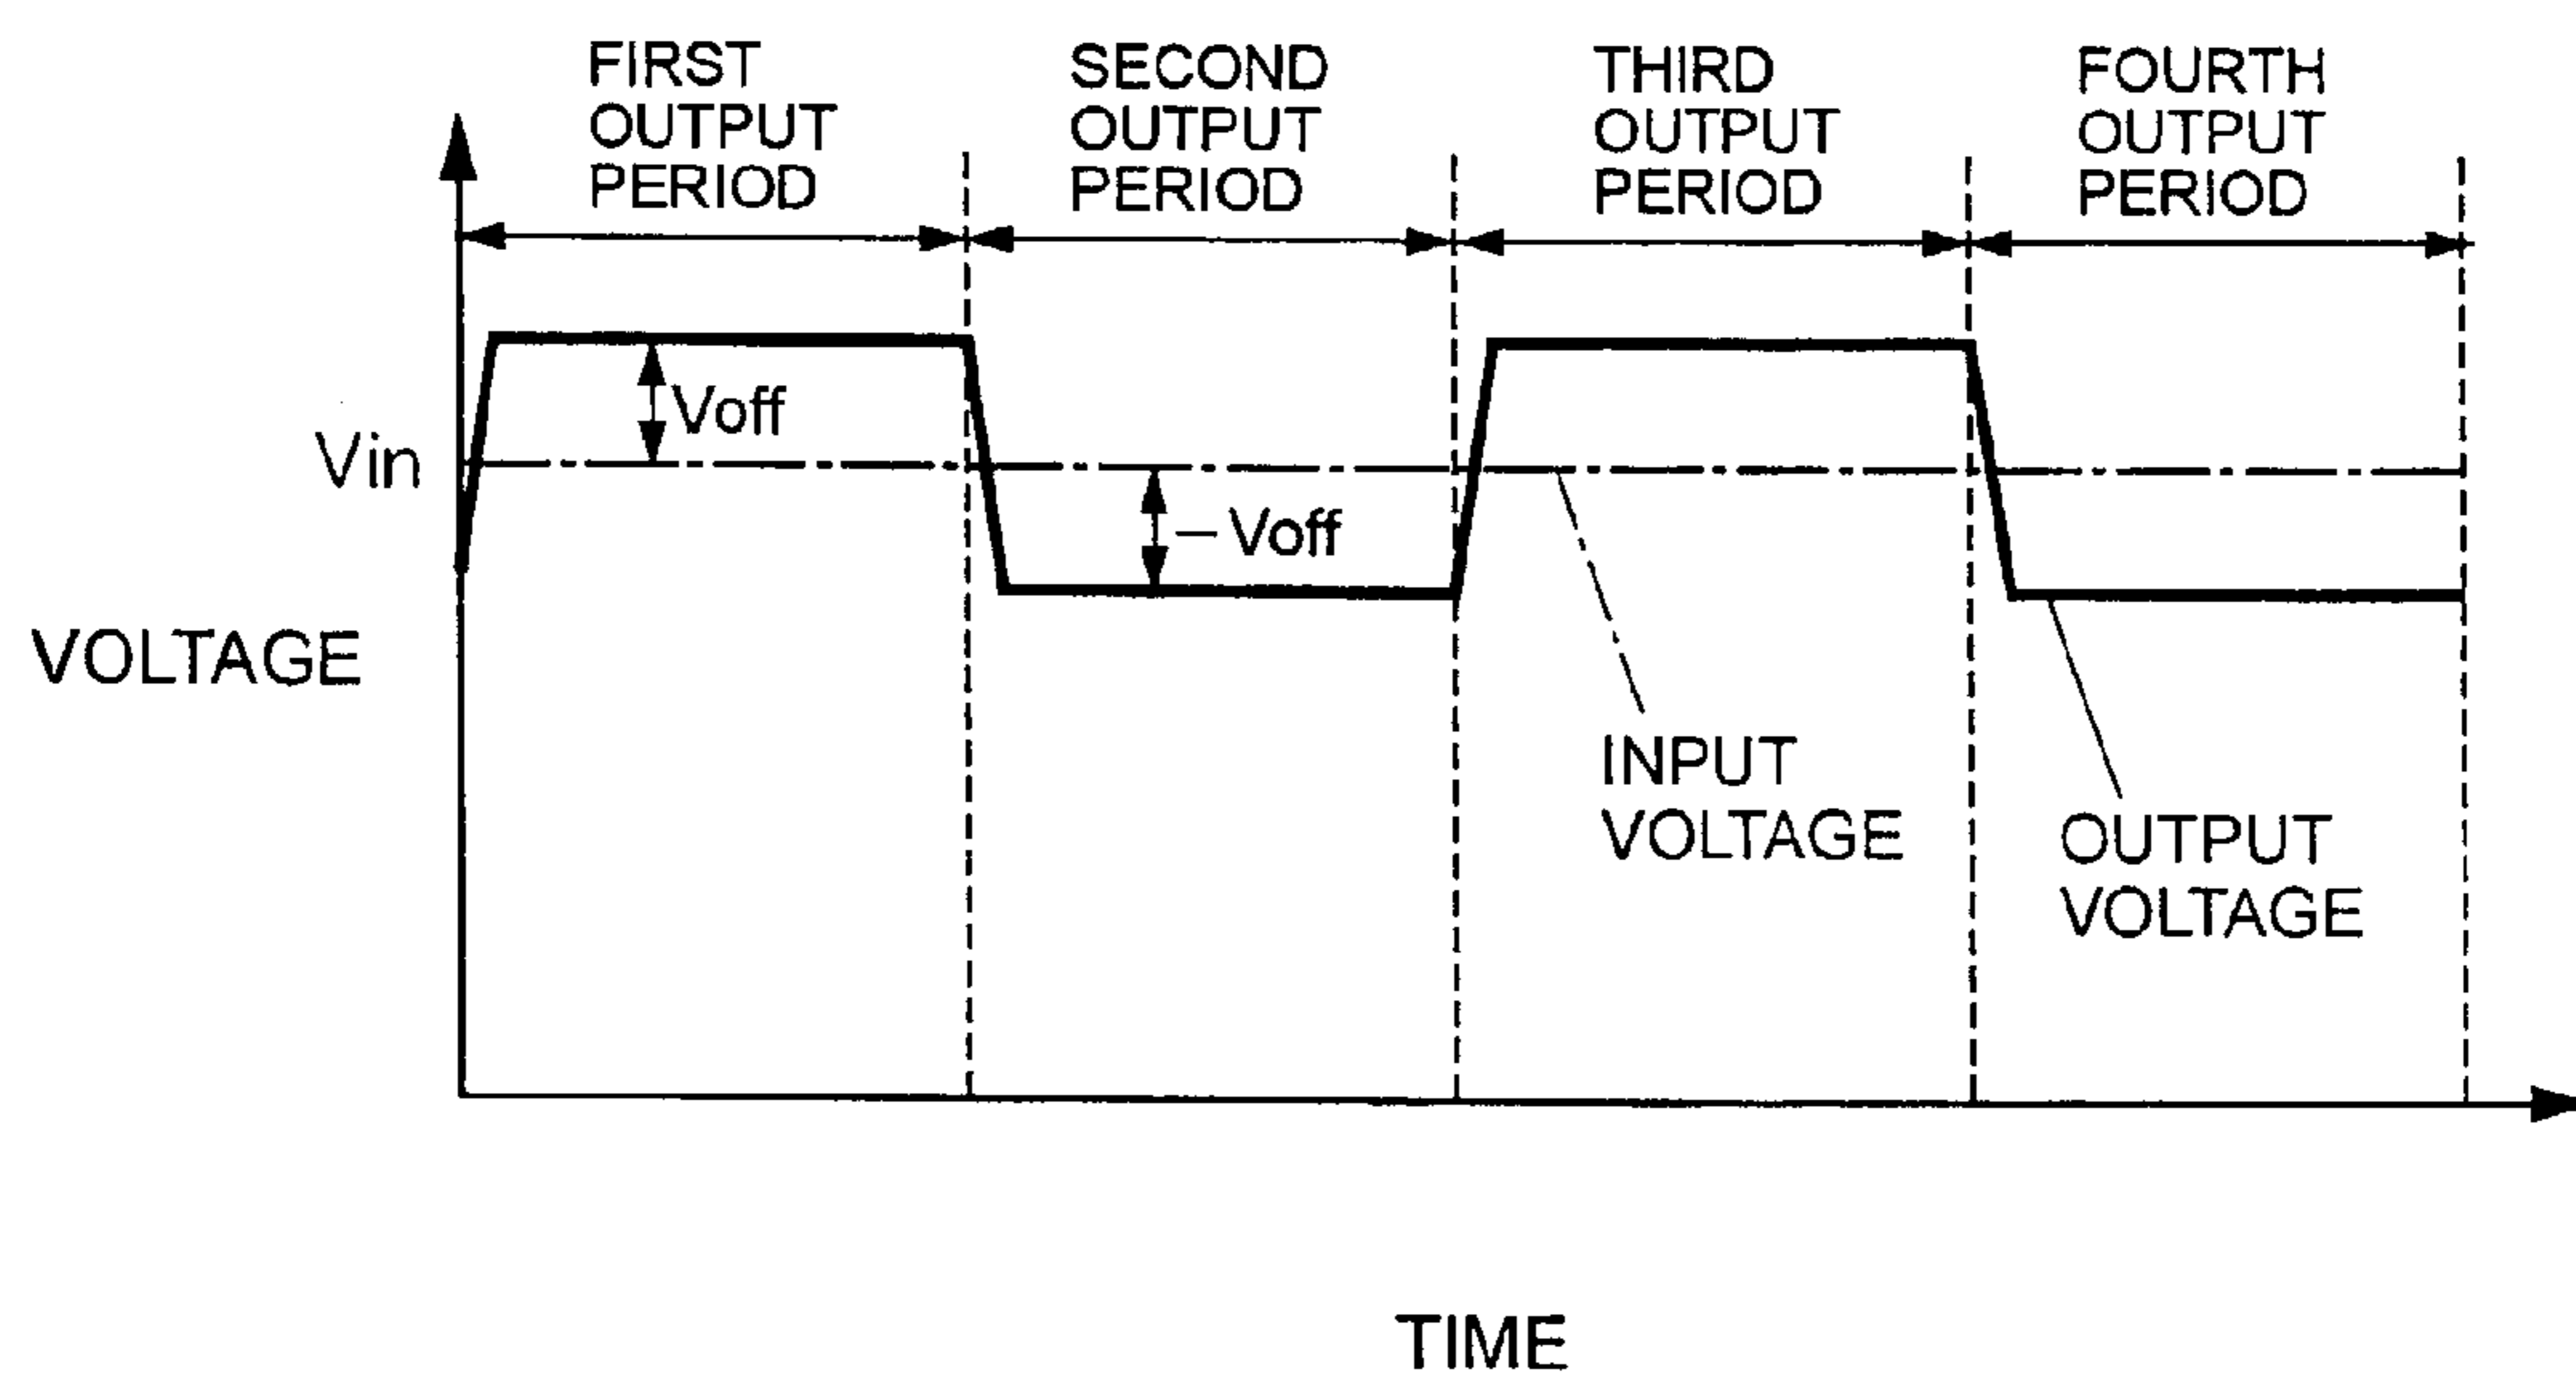 FIRST
OUTPUT
PERIOD
SECOND
OUTPUT
PERIOD
THIRD
OUTPUT
PERIOD
FOURTH
OUTPUT
PERIOD
Voff
Vin
– Voff
VOLTAGE
INPUT
VOLTAGE
OUTPUT
VOLTAGE
TIME